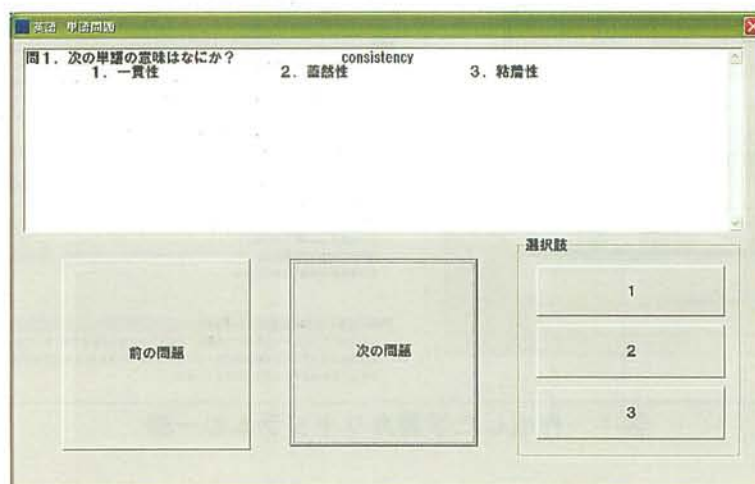 英語 単語問題
問1．次の単語の意味はなにか？ consistency
1．一貫性 2．蓋然性 3．粘着性
選択肢
前の問題 次の問題
1
2
3